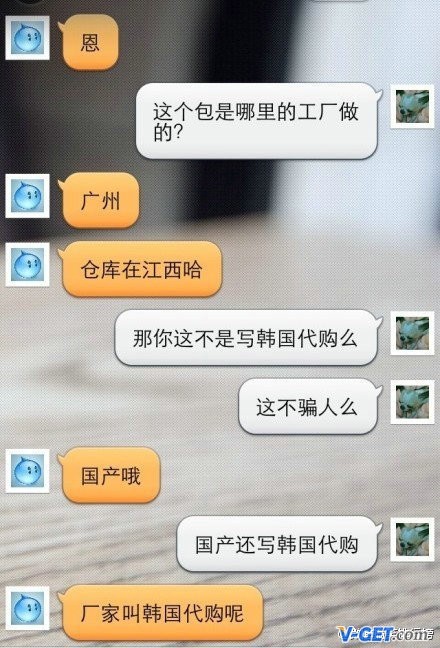 恩
这个包是哪里的工厂做
的?
广州
仓库在江西哈
那你这不是写韩国代购么
这不骗人么
国产哦
国产还写韩国代购
厂家叫韩国代购呢
V-GET.com